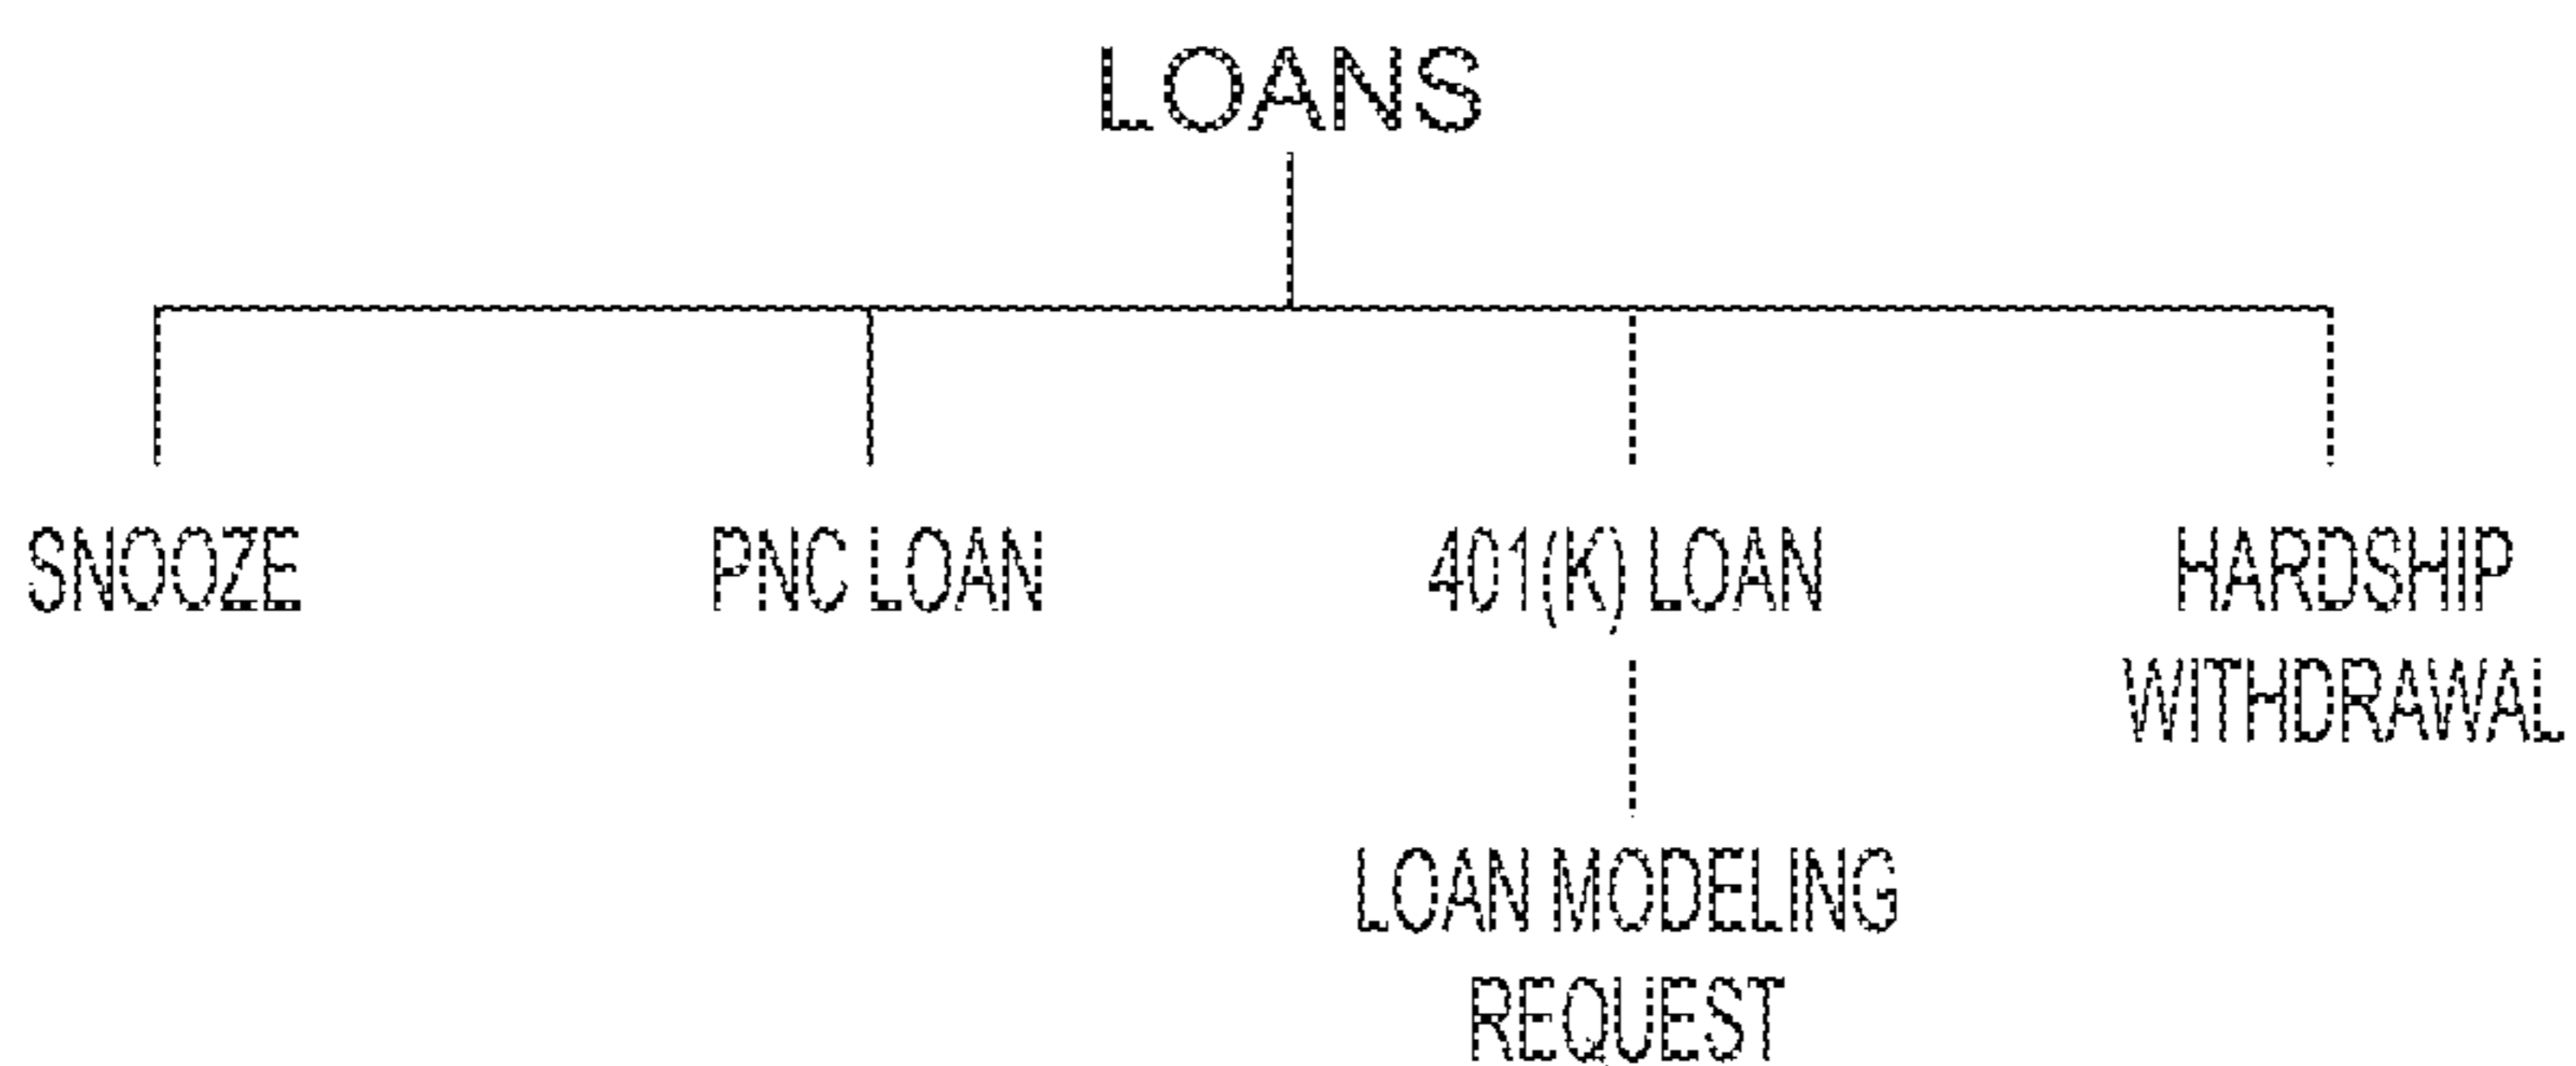 LOANS
SNOOZE
PNC LOAN
401(K) LOAN
HARDSHIP
WITHDRAWAL
LOAN MODELING
REQUEST